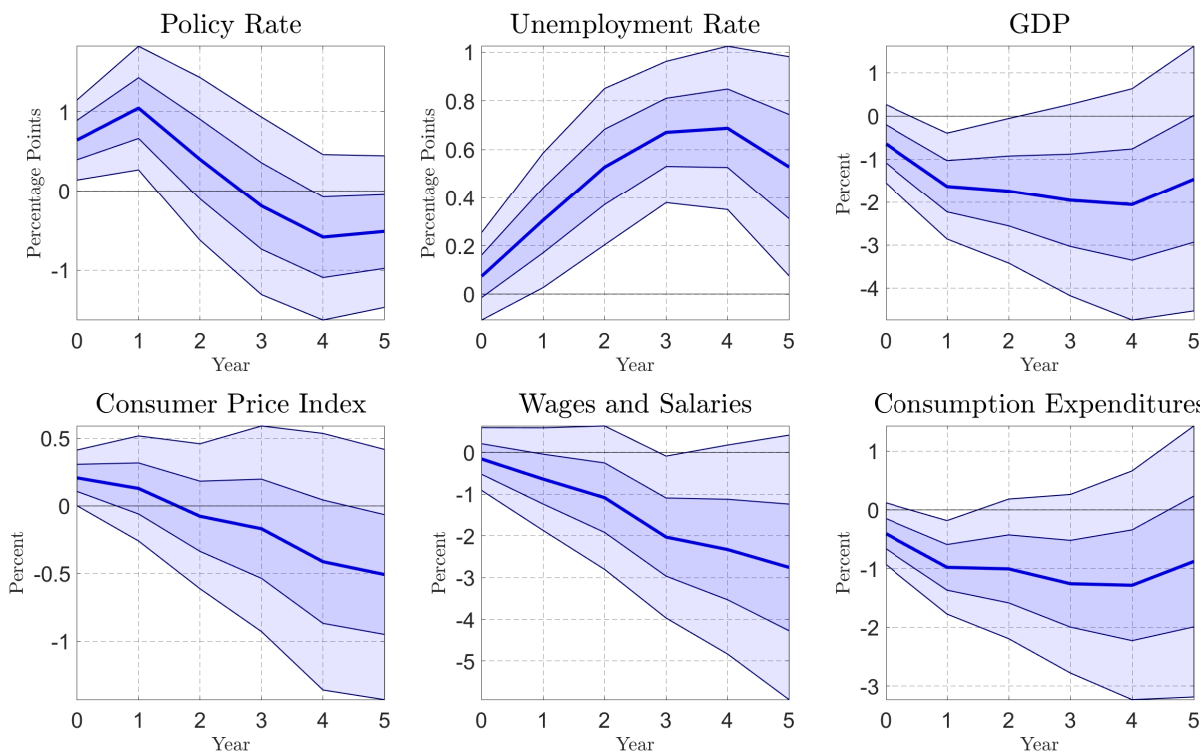 Policy Rate
Percentage Points
1
0
-1
0 1 2 3 4 5
Year
Unemployment Rate
Percentage Points
1
0.8
0.6
0.4
0.2
0
0 1 2 3 4 5
Year
GDP
Percent
1
0
-1
-2
-3
-4
0 1 2 3 4 5
Year
Consumer Price Index
Percent
0.5
0
-0.5
-1
0 1 2 3 4 5
Year
Wages and Salaries
Percent
0
-1
-2
-3
-4
-5
0 1 2 3 4 5
Year
Consumption Expenditures
Percent
1
0
-1
-2
-3
0 1 2 3 4 5
Year